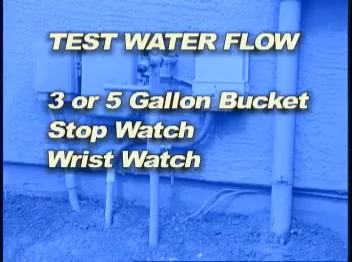 TEST WATER FLOW
3 or 5 Gallon Bucket
Stop Watch
Wrist Watch